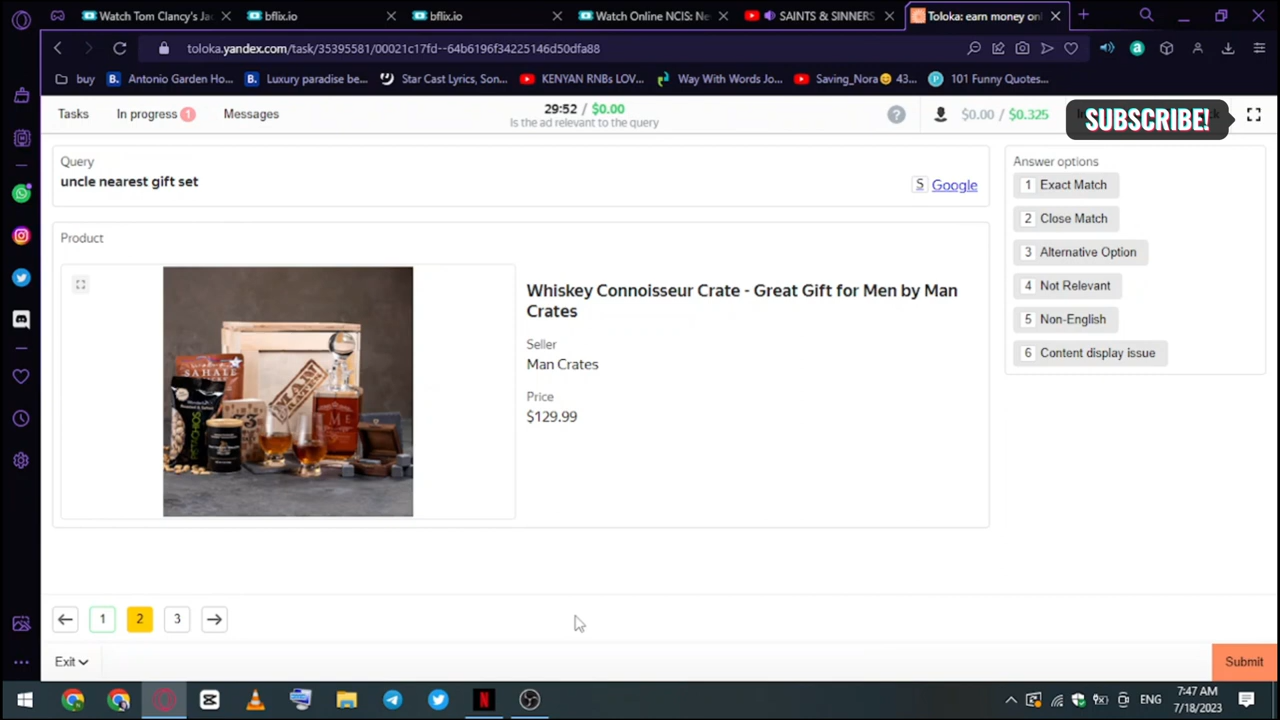 Watch Tom Clancy's Ja
bflix.io
bflix.io
Watch Online NCIS: Ne
SAINTS & SINNERS
Toloka: earn money onl
toloka.yandex.com/task/35395581/00021c17fd--64b6196f34225146d50dfa88
buy
Antonio Garden Ho...
Luxury paradise be...
Star Cast Lyrics, Son...
KENYAN RNBs LOV...
Way With Words Jo...
Saving_Nora😊 43...
101 Funny Quotes...
Tasks
In progress 1
Messages
29:52 / $0.00
Is the ad relevant to the query
$0.00 / $0.325
SUBSCRIBE!
Query
uncle nearest gift set
S Google
Answer options
1 Exact Match
2 Close Match
3 Alternative Option
4 Not Relevant
5 Non-English
6 Content display issue
Product
Whiskey Connoisseur Crate - Great Gift for Men by Man
Crates
Seller
Man Crates
Price
$129.99
SAHALE
PISTACHIOS
MAN
CRATES
1
2
3
Exit
Submit
ENG
7:47 AM
7/18/2023